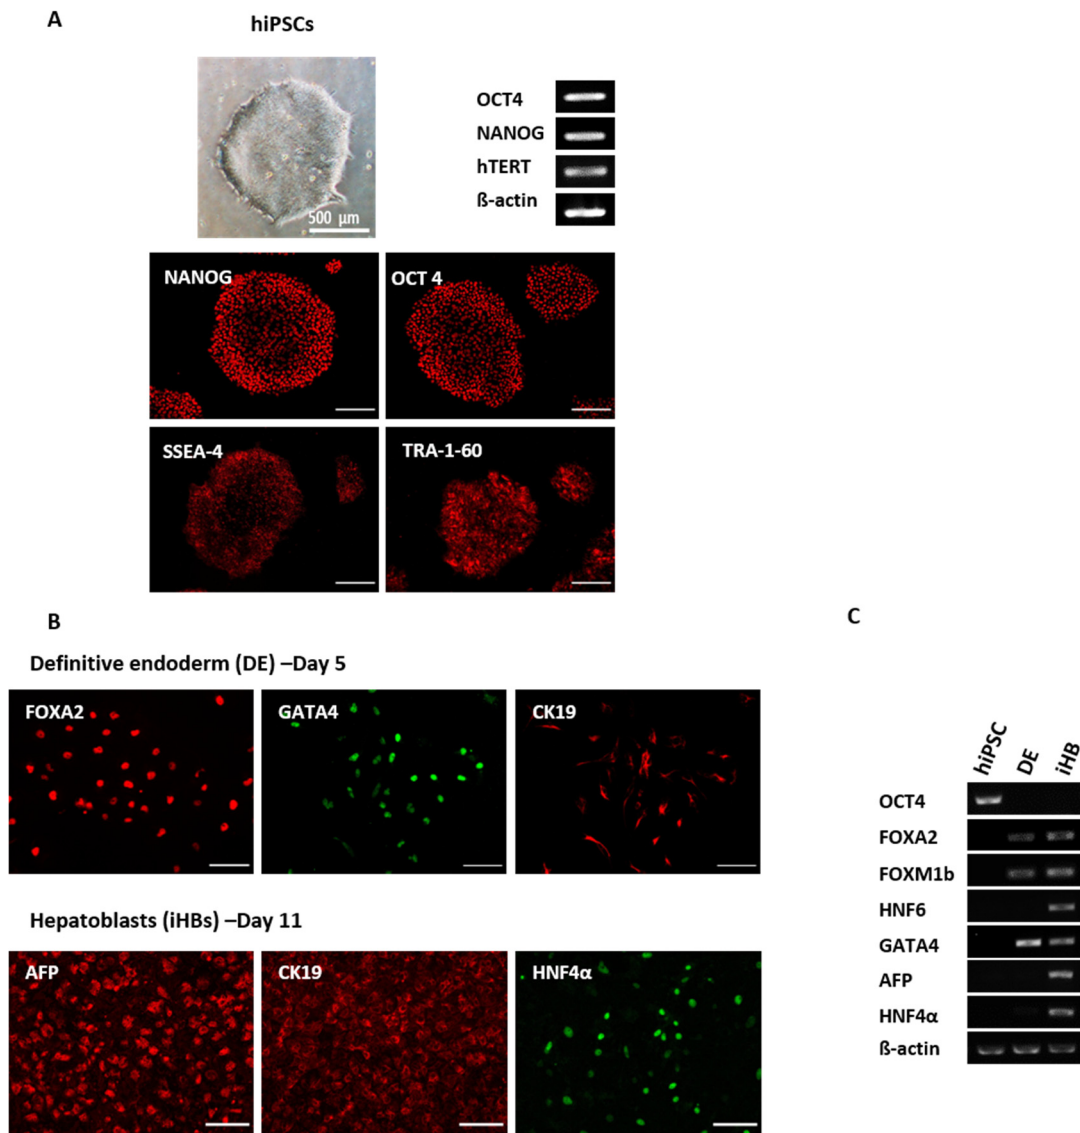 A
hiPSCs
500 µm
OCT4
NANOG
hTERT
ß-actin
NANOG
OCT 4
SSEA-4
TRA-1-60
B
Definitive endoderm (DE) –Day 5
FOXA2
GATA4
CK19
Hepatoblasts (iHBs) –Day 11
AFP
CK19
HNF4α
C
hiPSC
DE
iHB
OCT4
FOXA2
FOXM1b
HNF6
GATA4
AFP
HNF4α
ß-actin